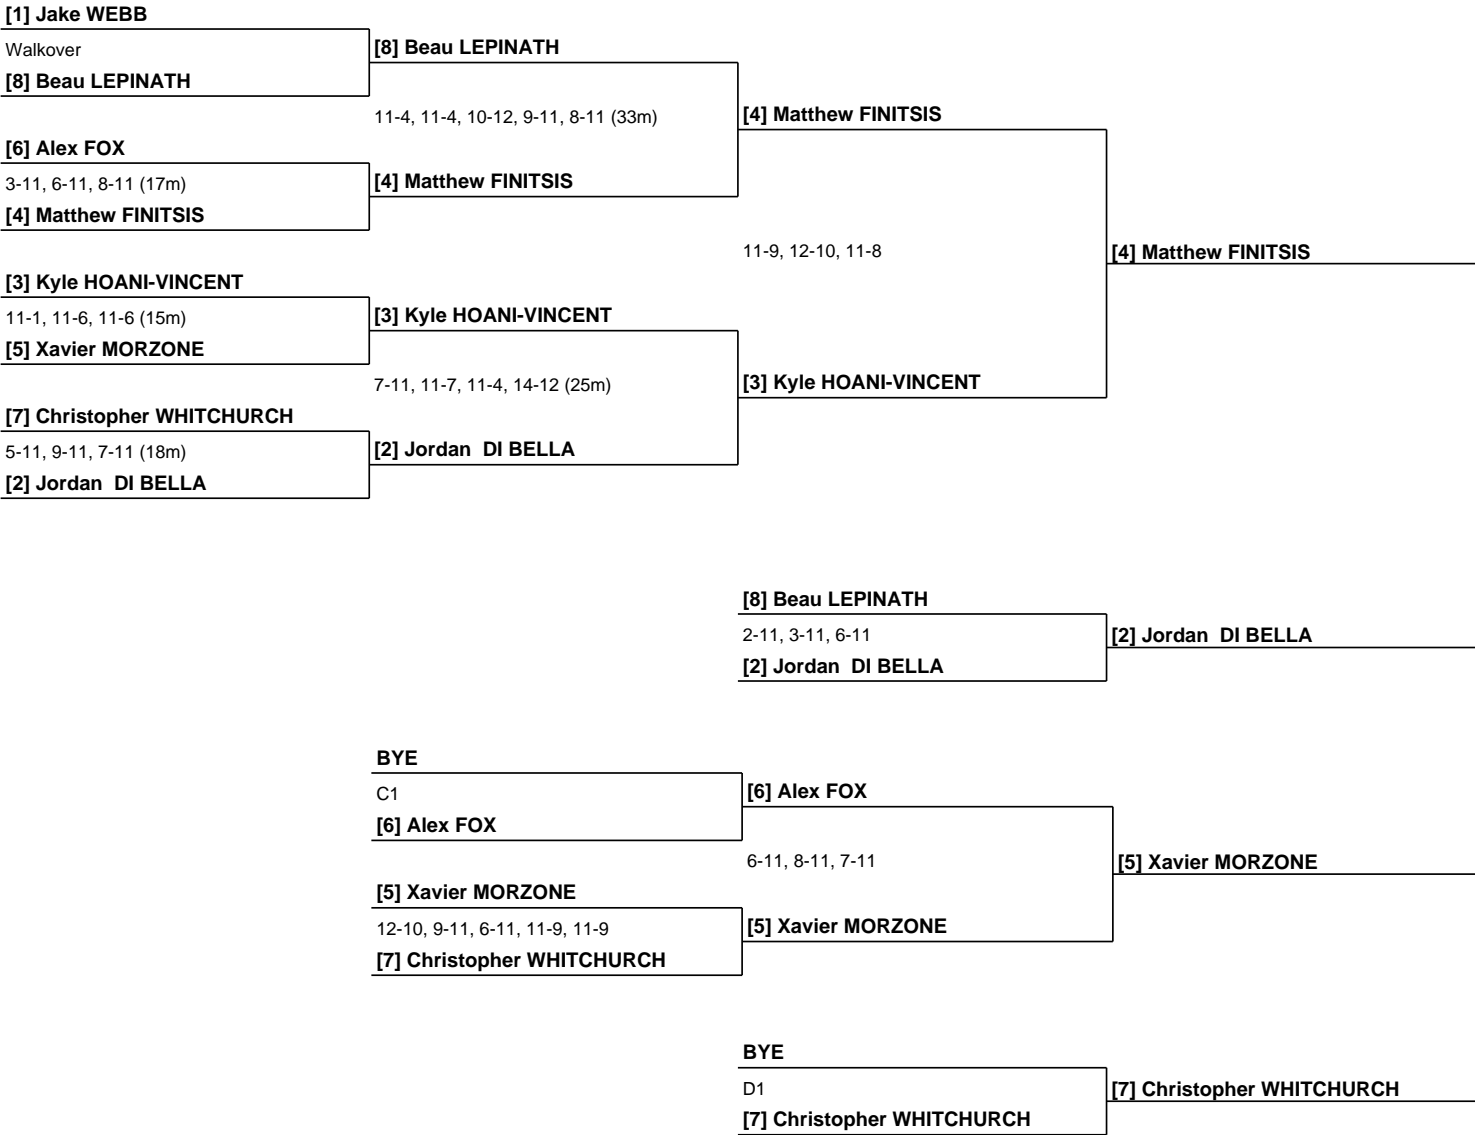 [1] Jake WEBB
Walkover
[8] Beau LEPINATH
[8] Beau LEPINATH
11-4, 11-4, 10-12, 9-11, 8-11 (33m)
[4] Matthew FINITSIS
[6] Alex FOX
3-11, 6-11, 8-11 (17m)
[4] Matthew FINITSIS
[4] Matthew FINITSIS
11-9, 12-10, 11-8
[4] Matthew FINITSIS
[3] Kyle HOANI-VINCENT
11-1, 11-6, 11-6 (15m)
[3] Kyle HOANI-VINCENT
[5] Xavier MORZONE
7-11, 11-7, 11-4, 14-12 (25m)
[3] Kyle HOANI-VINCENT
[7] Christopher WHITCHURCH
5-11, 9-11, 7-11 (18m)
[2] Jordan  DI BELLA
[2] Jordan  DI BELLA
[8] Beau LEPINATH
2-11, 3-11, 6-11
[2] Jordan  DI BELLA
[2] Jordan  DI BELLA
BYE
C1
[6] Alex FOX
[6] Alex FOX
6-11, 8-11, 7-11
[5] Xavier MORZONE
[5] Xavier MORZONE
12-10, 9-11, 6-11, 11-9, 11-9
[5] Xavier MORZONE
[7] Christopher WHITCHURCH
BYE
D1
[7] Christopher WHITCHURCH
[7] Christopher WHITCHURCH